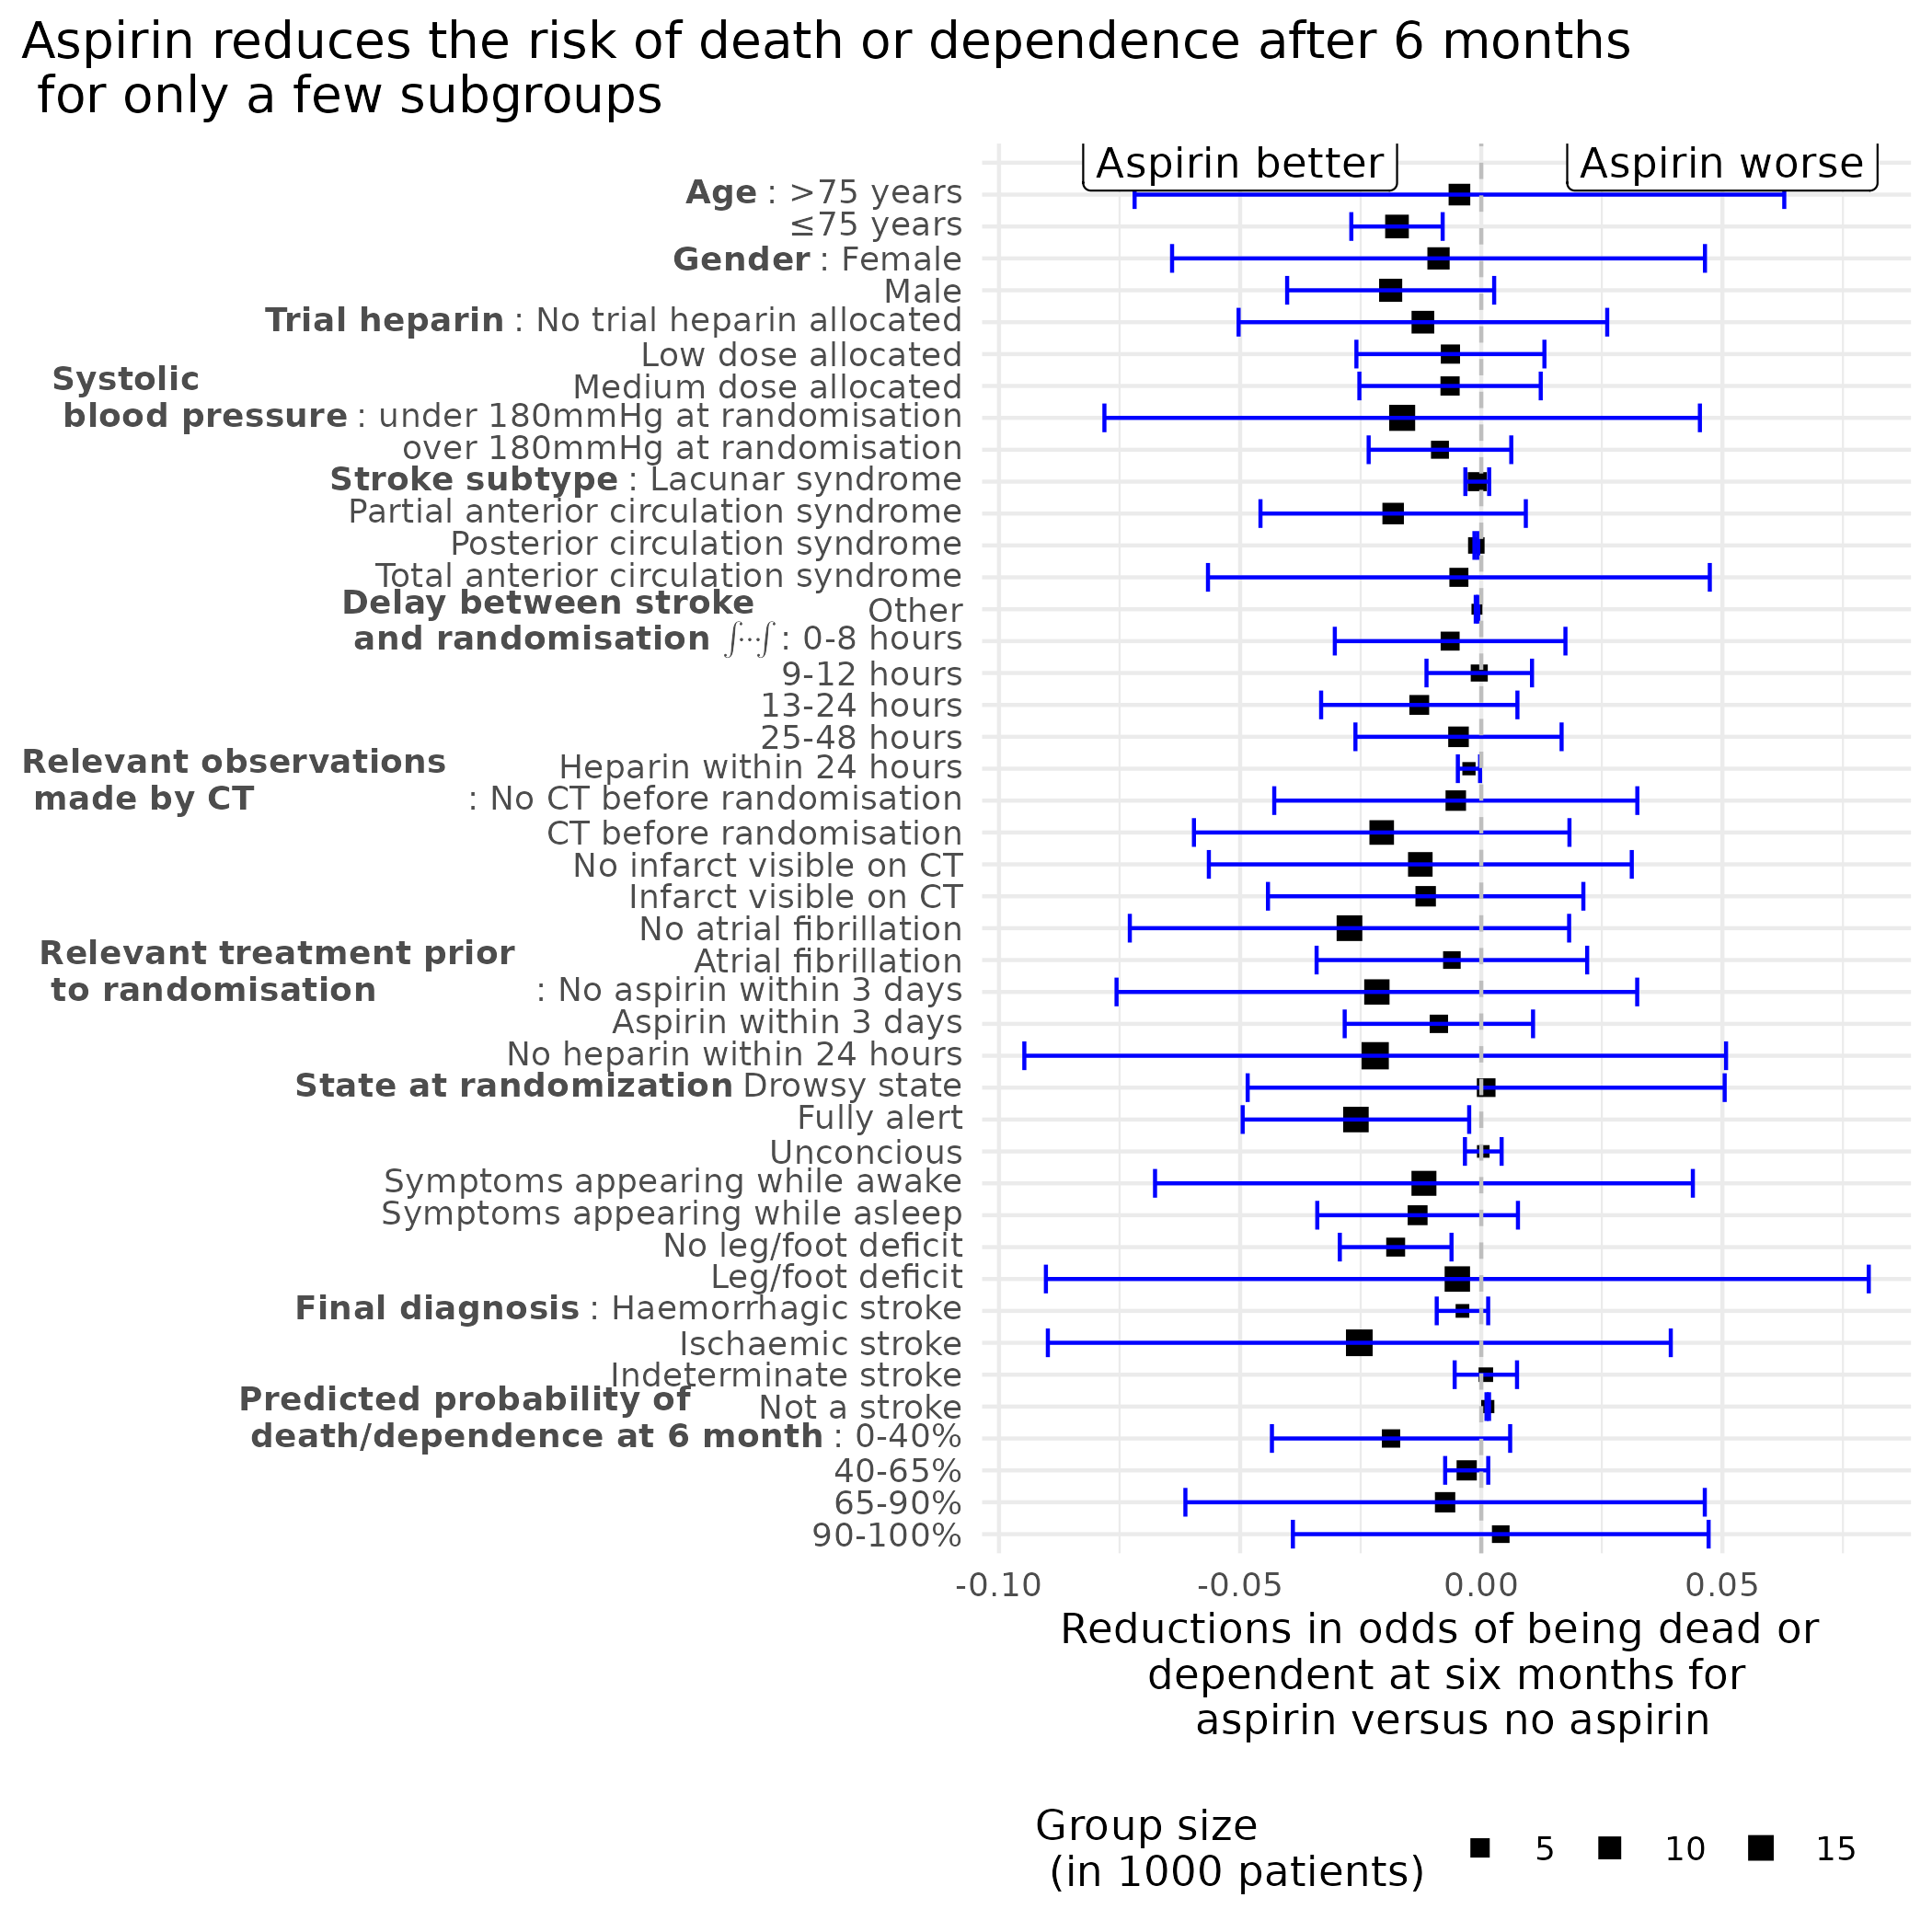 Aspirin reduces the risk of death or dependence after 6 months
for only a few subgroups
Aspirin better
Aspirin worse
Age : >75 years
≤75 years
Gender : Female
Male
Trial heparin : No trial heparin allocated
Low dose allocated
Systolic
Medium dose allocated
blood pressure : under 180mmHg at randomisation
over 180mmHg at randomisation
Stroke subtype : Lacunar syndrome
Partial anterior circulation syndrome
Posterior circulation syndrome
Total anterior circulation syndrome
Delay between stroke
Other
and randomisation ∫···∫ : 0-8 hours
9-12 hours
13-24 hours
25-48 hours
Relevant observations
Heparin within 24 hours
made by CT : No CT before randomisation
CT before randomisation
No infarct visible on CT
Infarct visible on CT
No atrial fibrillation
Relevant treatment prior
Atrial fibrillation
to randomisation : No aspirin within 3 days
Aspirin within 3 days
No heparin within 24 hours
State at randomization Drowsy state
Fully alert
Unconcious
Symptoms appearing while awake
Symptoms appearing while asleep
No leg/foot deficit
Leg/foot deficit
Final diagnosis : Haemorrhagic stroke
Ischaemic stroke
Indeterminate stroke
Predicted probability of
Not a stroke
death/dependence at 6 month : 0-40%
40-65%
65-90%
90-100%
-0.10 -0.05 0.00 0.05
Reductions in odds of being dead or
dependent at six months for
aspirin versus no aspirin
Group size
(in 1000 patients)
5 10 15